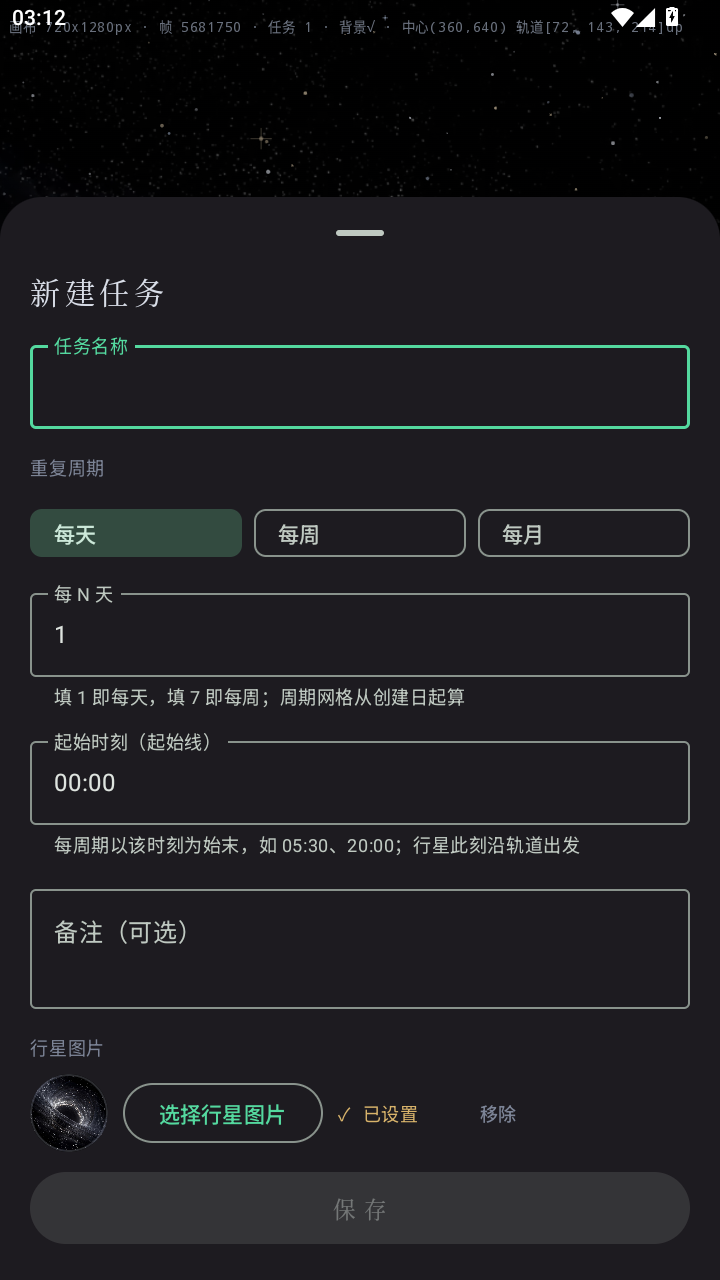 03:12
画布 720x1280px · 帧 5681750 · 任务 1 · 背景√ · 中心(360,640) 轨道[72, 143, 214]dp
新建任务
任务名称
重复周期
每天 每周 每月
每 N 天
1
填 1 即每天，填 7 即每周；周期网格从创建日起算
起始时刻（起始线）
00:00
每周期以该时刻为始末，如 05:30、20:00；行星此刻沿轨道出发
备注（可选）
行星图片
选择行星图片 ✓ 已设置 移除
保存